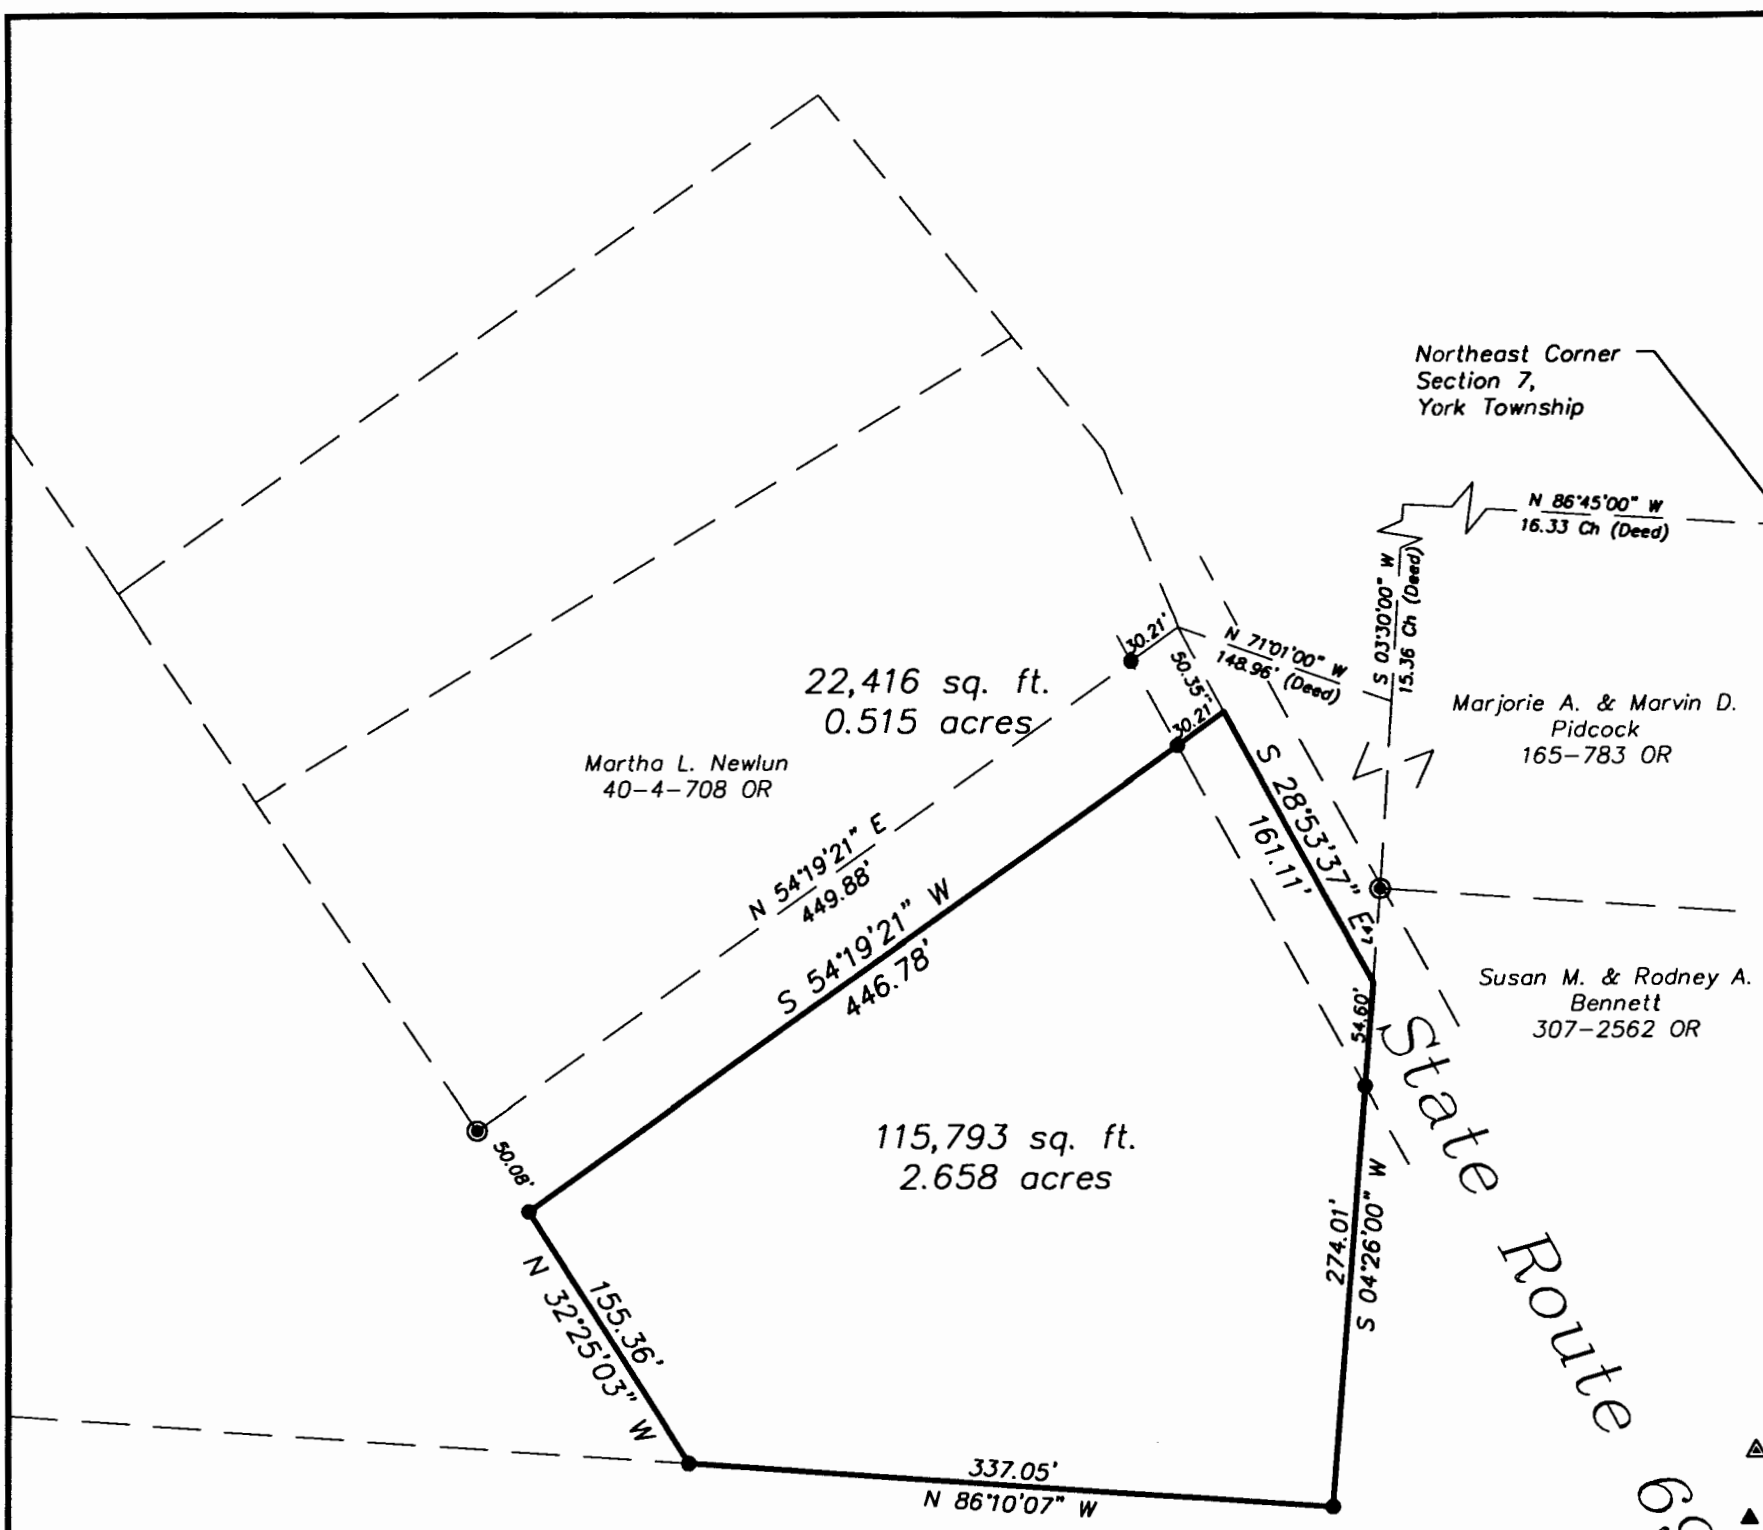 Northeast Corner
Section 7,
York Township
N 86°45'00" W
16.33 Ch (Deed)
S 03°30'00" W
15.36 Ch (Deed)
30.21'
N 71°01'00" W
148.96' (Deed)
50.35'
30.21'
22,416 sq. ft.
0.515 acres
Marjorie A. & Marvin D.
Pidcock
165-783 OR
Martha L. Newlun
40-4-708 OR
S 28°53'37" E
161.11'
N 54°19'21" E
449.88'
S 54°19'21" W
446.78'
Susan M. & Rodney A.
Bennett
307-2562 OR
54.60'
50.08'
115,793 sq. ft.
2.658 acres
274.01'
S 04°26'00" W
State Route
155.36'
N 32°25'03" W
337.05'
N 86°10'07" W